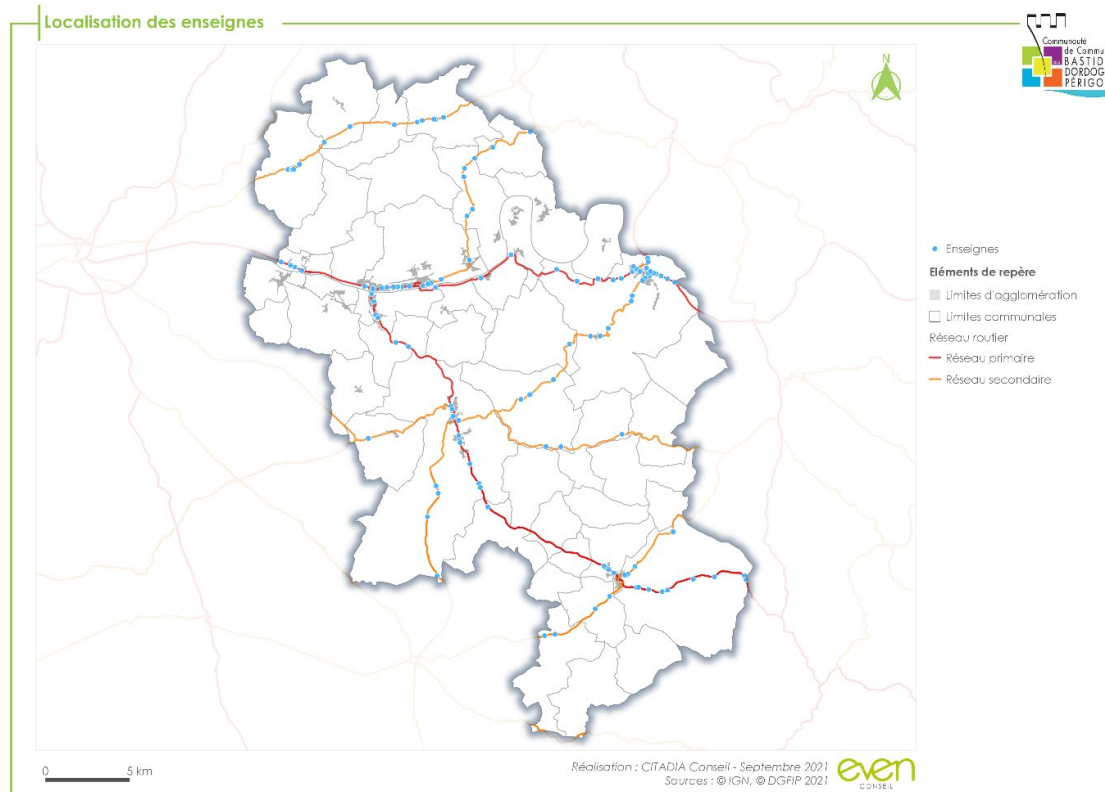 Localisation des enseignes
Communauté
de Commu
BASTID
DORDOG
PÉRIGO
N
Enseignes
Eléments de repère
Limites d'agglomération
Limites communales
Réseau routier
Réseau primaire
Réseau secondaire
0 5 km
Réalisation : CITADIA Conseil - Septembre 2021
Sources : © IGN, © DGFIP 2021
even
CONSEIL